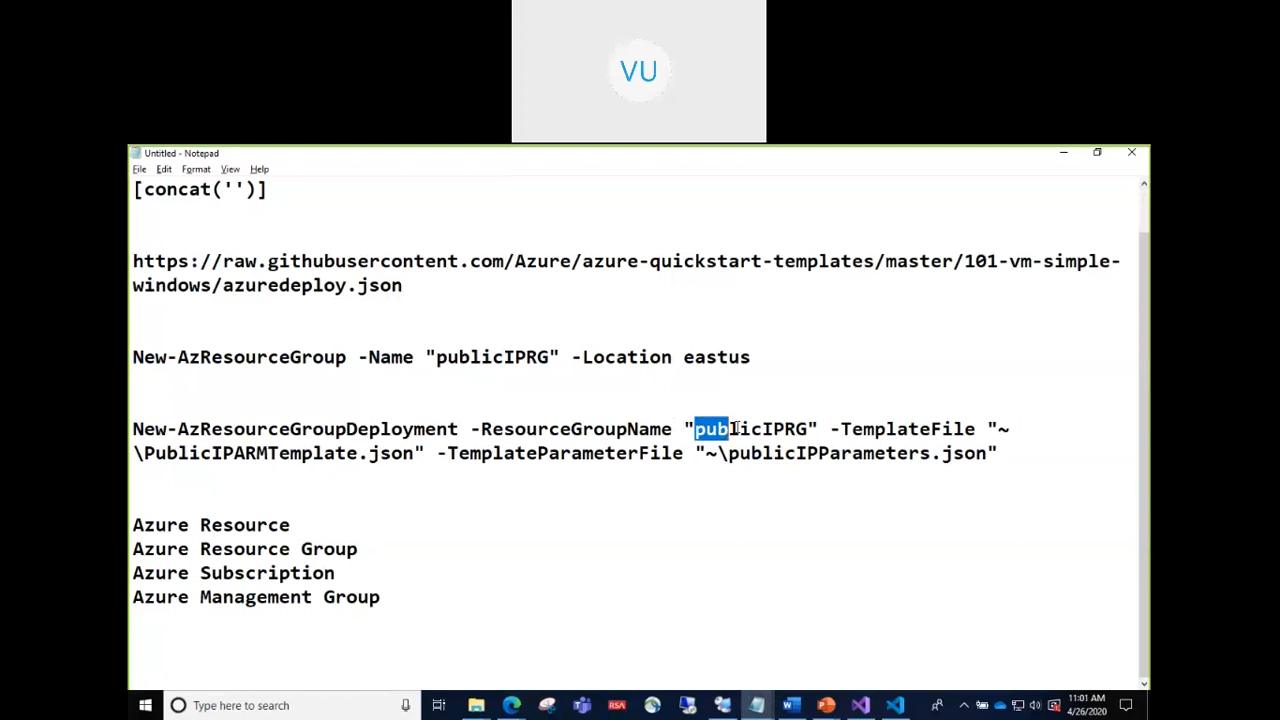 VU
Untitled - Notepad
File Edit Format View Help
[concat('')]
https://raw.githubusercontent.com/Azure/azure-quickstart-templates/master/101-vm-simple-
windows/azuredeploy.json
New-AzResourceGroup -Name "publicIPRG" -Location eastus
New-AzResourceGroupDeployment -ResourceGroupName "publicIPRG" -TemplateFile "~
\PublicIPARMTemplate.json" -TemplateParameterFile "~\publicIPParameters.json"
Azure Resource
Azure Resource Group
Azure Subscription
Azure Management Group
Type here to search
RSA
11:01 AM
4/26/2020